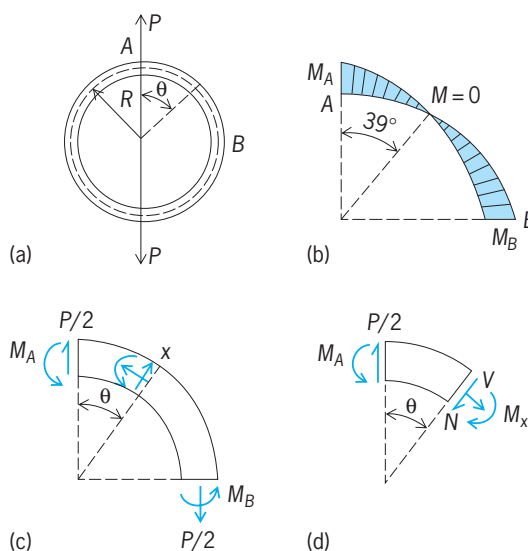 P
A
R
θ
B
P
(a)
M_A
A
M = 0
39°
B
M_B
(b)
P/2
M_A
x
θ
M_B
P/2
(c)
P/2
M_A
θ
V
N
M_x
(d)